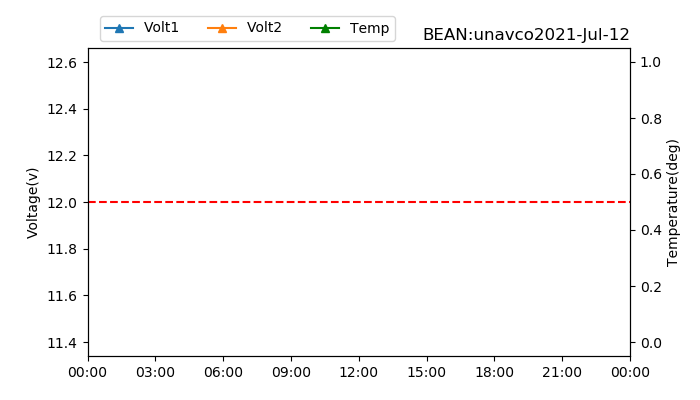 Volt1 Volt2 Temp
BEAN:unavco2021-Jul-12
12.6
12.4
12.2
12.0
11.8
11.6
11.4
Voltage(v)
1.0
0.8
0.6
0.4
0.2
0.0
Temperature(deg)
00:00 03:00 06:00 09:00 12:00 15:00 18:00 21:00 00:00